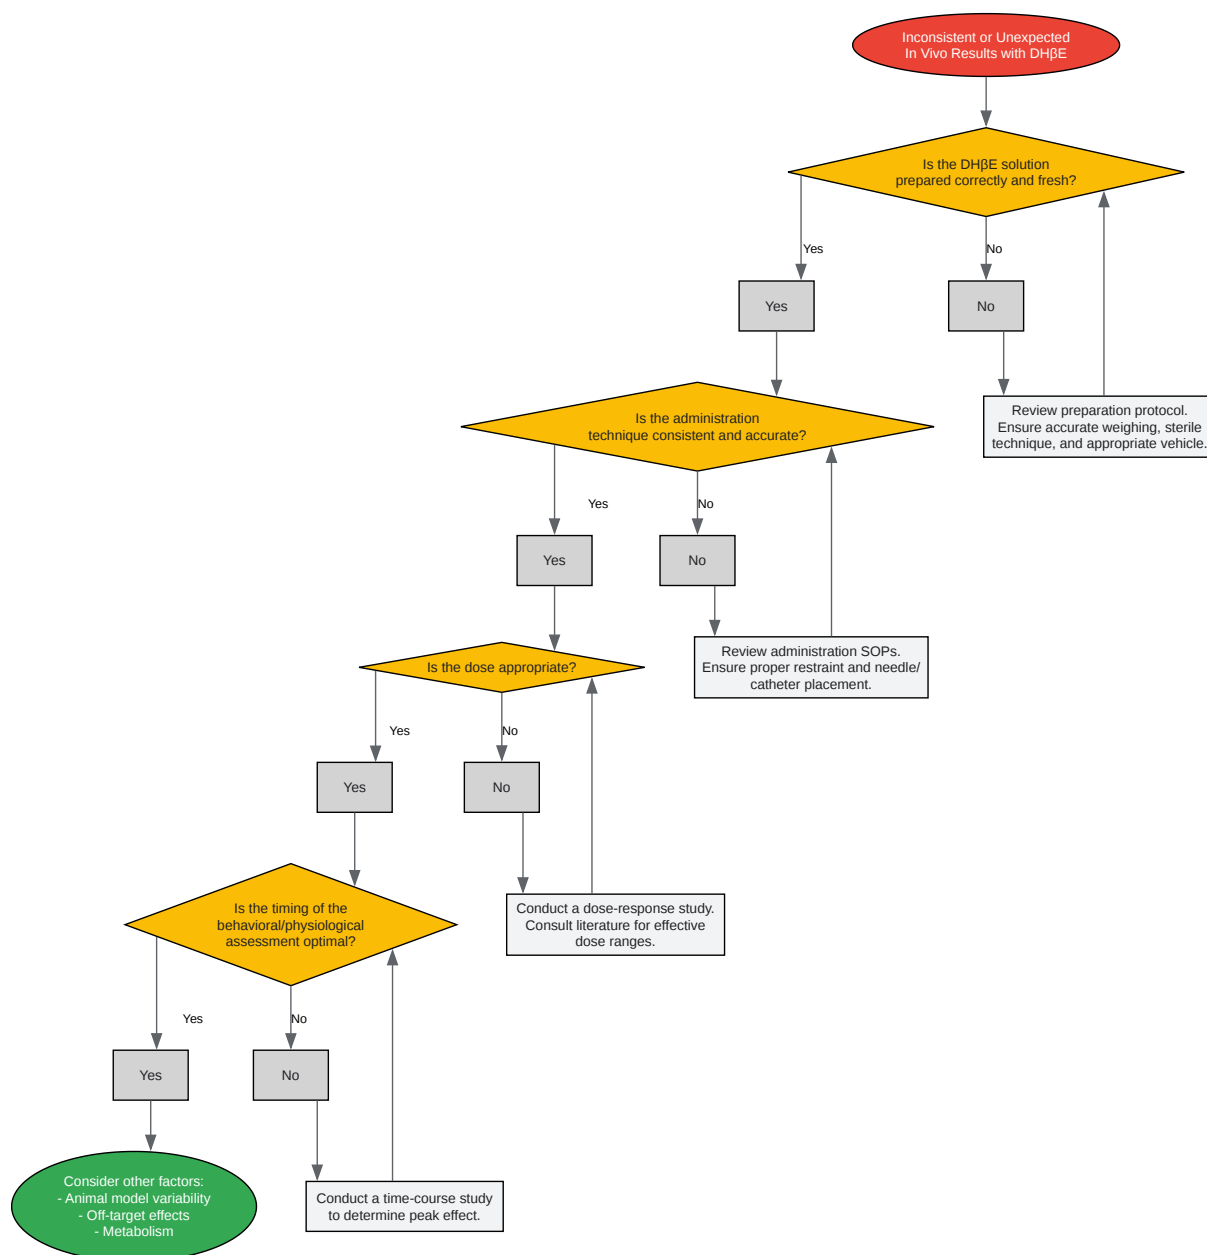 Inconsistent or Unexpected
In Vivo Results with DHβE
Is the DHβE solution
prepared correctly and fresh?
Yes
No
Yes
No
Review preparation protocol.
Ensure accurate weighing, sterile
technique, and appropriate vehicle.
Is the administration
technique consistent and accurate?
Yes
No
Yes
No
Review administration SOPs.
Ensure proper restraint and needle/
catheter placement.
Is the dose appropriate?
Yes
No
Yes
No
Conduct a dose-response study.
Consult literature for effective
dose ranges.
Is the timing of the
behavioral/physiological
assessment optimal?
Yes
No
Yes
No
Consider other factors:
- Animal model variability
- Off-target effects
- Metabolism
Conduct a time-course study
to determine peak effect.